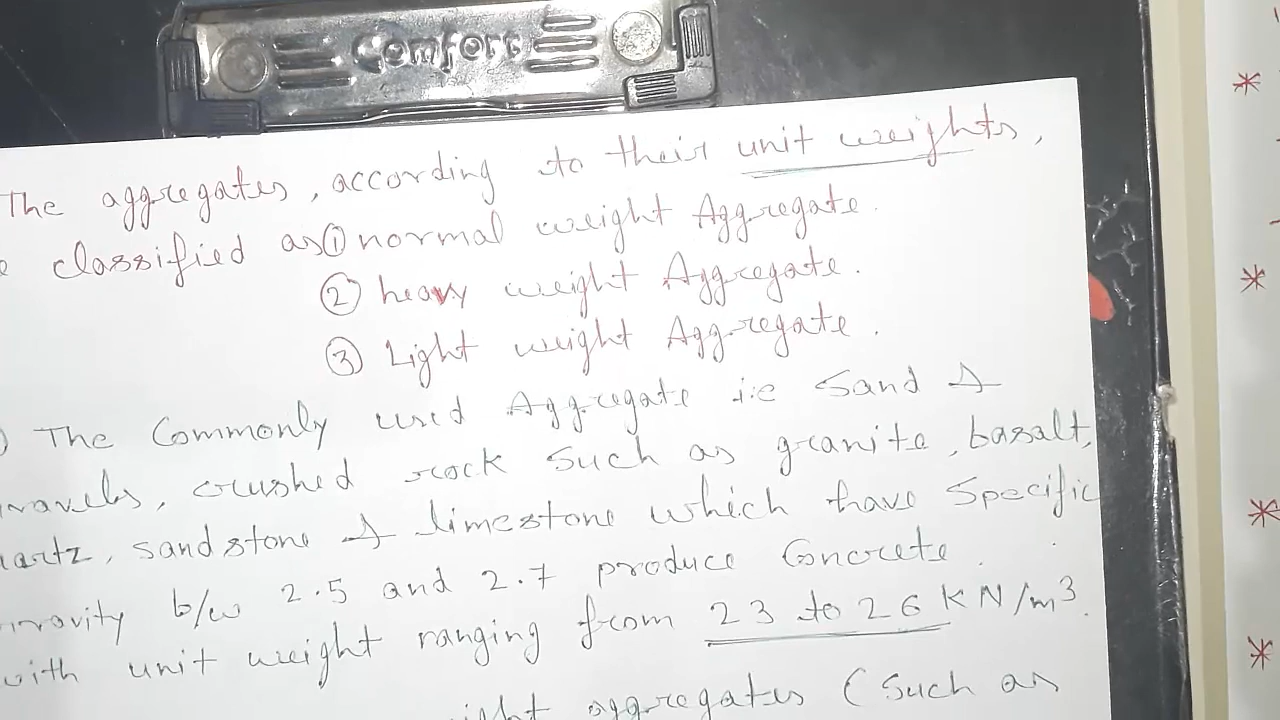 Comfort
The aggregates, according to their unit weights,
e classified as ① normal weight Aggregate.
② heavy weight Aggregate.
③ Light weight Aggregate.
) The Commonly used Aggregate i.e Sand &
ravels, crushed rock such as granite, basalt,
uartz, sandstone & limestone which have Specific
gravity b/w 2.5 and 2.7 produce Concrete
with unit weight ranging from 23 to 26 KN/m³.
ight aggregates (Such as